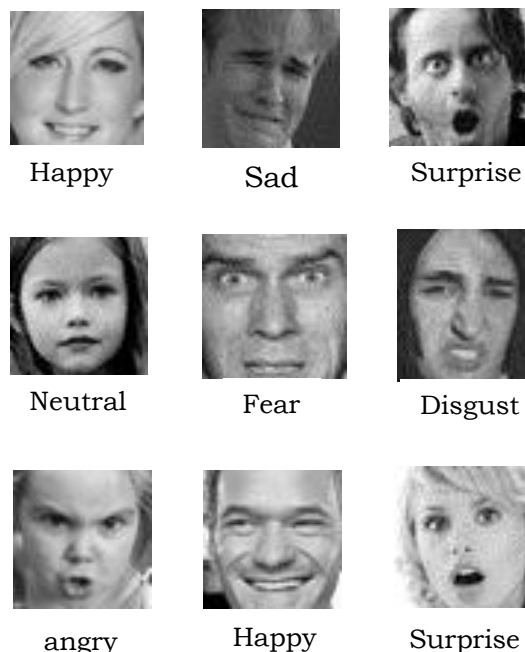 Happy
Sad
Surprise
Neutral
Fear
Disgust
angry
Happy
Surprise